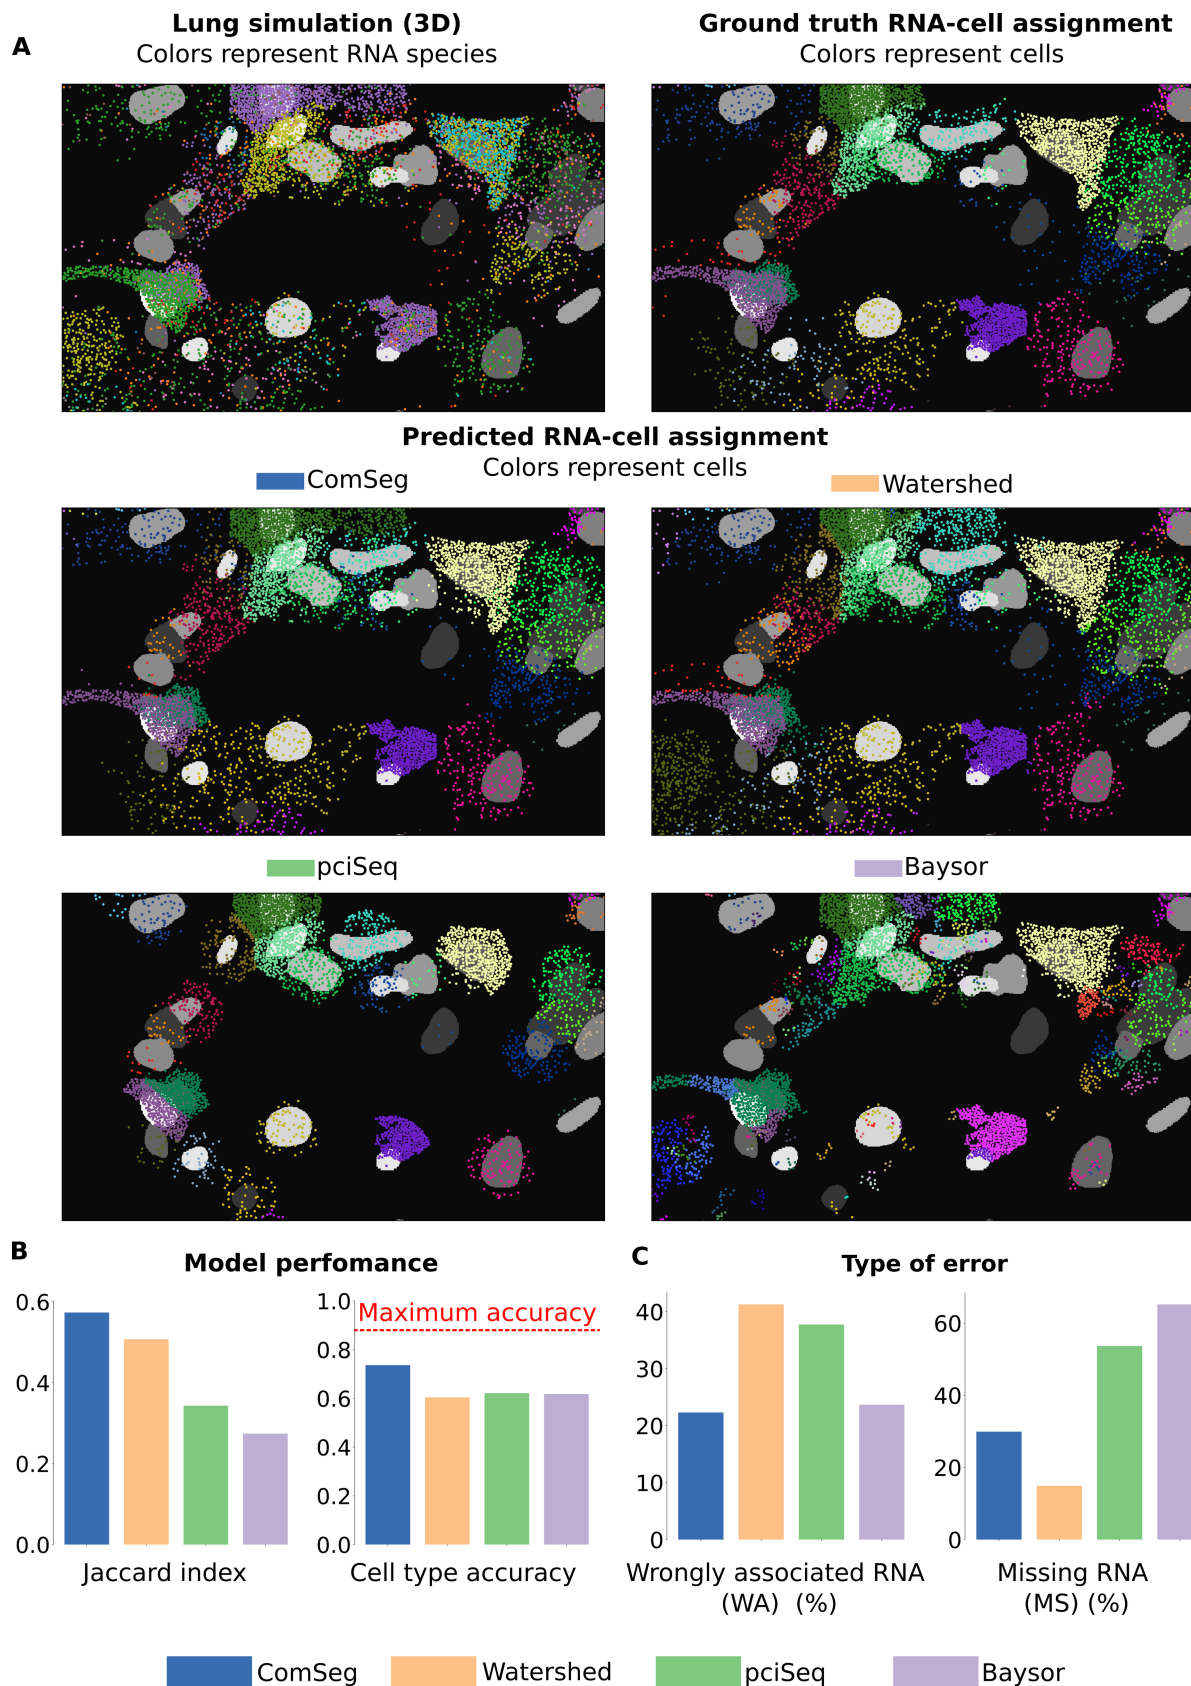 A
Lung simulation (3D)
Colors represent RNA species
Ground truth RNA-cell assignment
Colors represent cells
Predicted RNA-cell assignment
Colors represent cells
ComSeg
Watershed
pciSeq
Baysor
B
Model perfomance
0.6
0.4
0.2
0.0
Jaccard index
1.0
0.8
0.6
0.4
0.2
0.0
Maximum accuracy
Cell type accuracy
C
Type of error
40
30
20
10
0
Wrongly associated RNA
(WA) (%)
60
40
20
0
Missing RNA
(MS) (%)
ComSeg
Watershed
pciSeq
Baysor